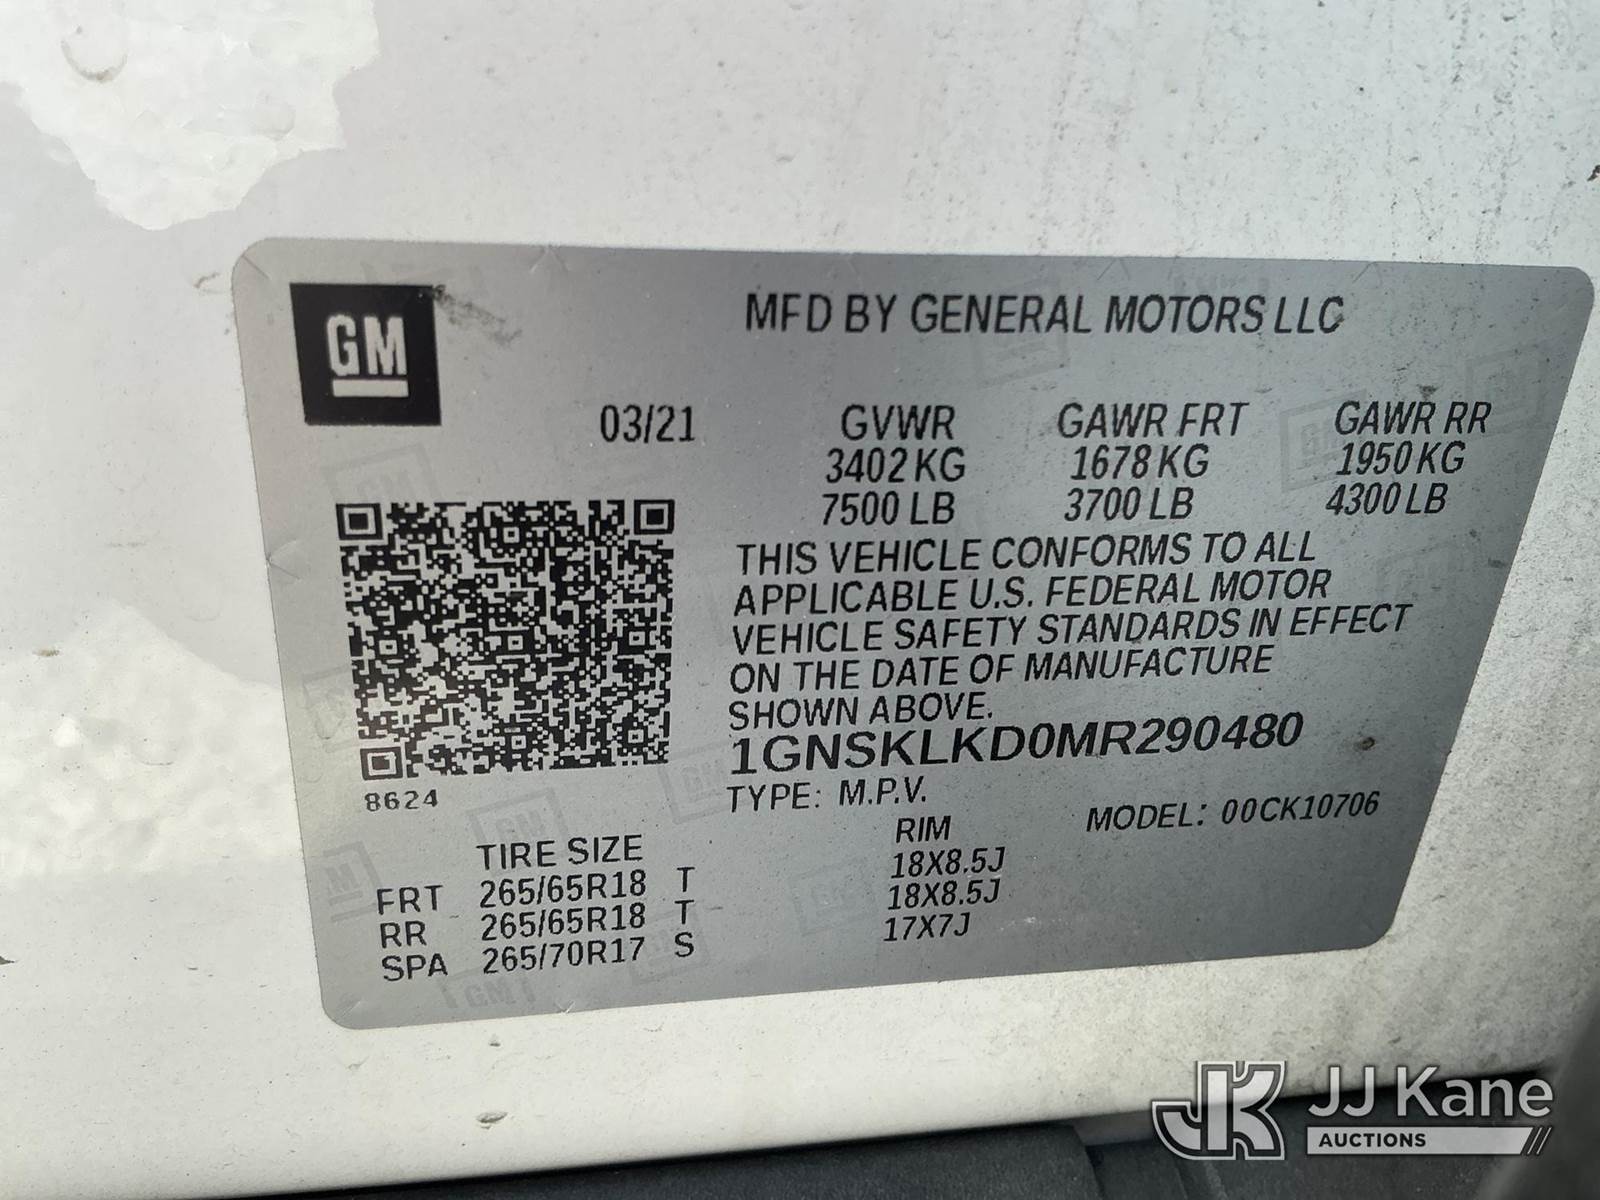 GM
MFD BY GENERAL MOTORS LLC
03/21
GVWR GAWR FRT GAWR RR
3402 KG 1678 KG 1950 KG
7500 LB 3700 LB 4300 LB
THIS VEHICLE CONFORMS TO ALL
APPLICABLE U.S. FEDERAL MOTOR
VEHICLE SAFETY STANDARDS IN EFFECT
ON THE DATE OF MANUFACTURE
SHOWN ABOVE.
1GNSKLKD0MR290480
8624
TYPE: M.P.V. MODEL: 00CK10706
TIRE SIZE RIM
FRT 265/65R18 T 18X8.5J
RR 265/65R18 T 18X8.5J
SPA 265/70R17 S 17X7J
JK JJ Kane
AUCTIONS